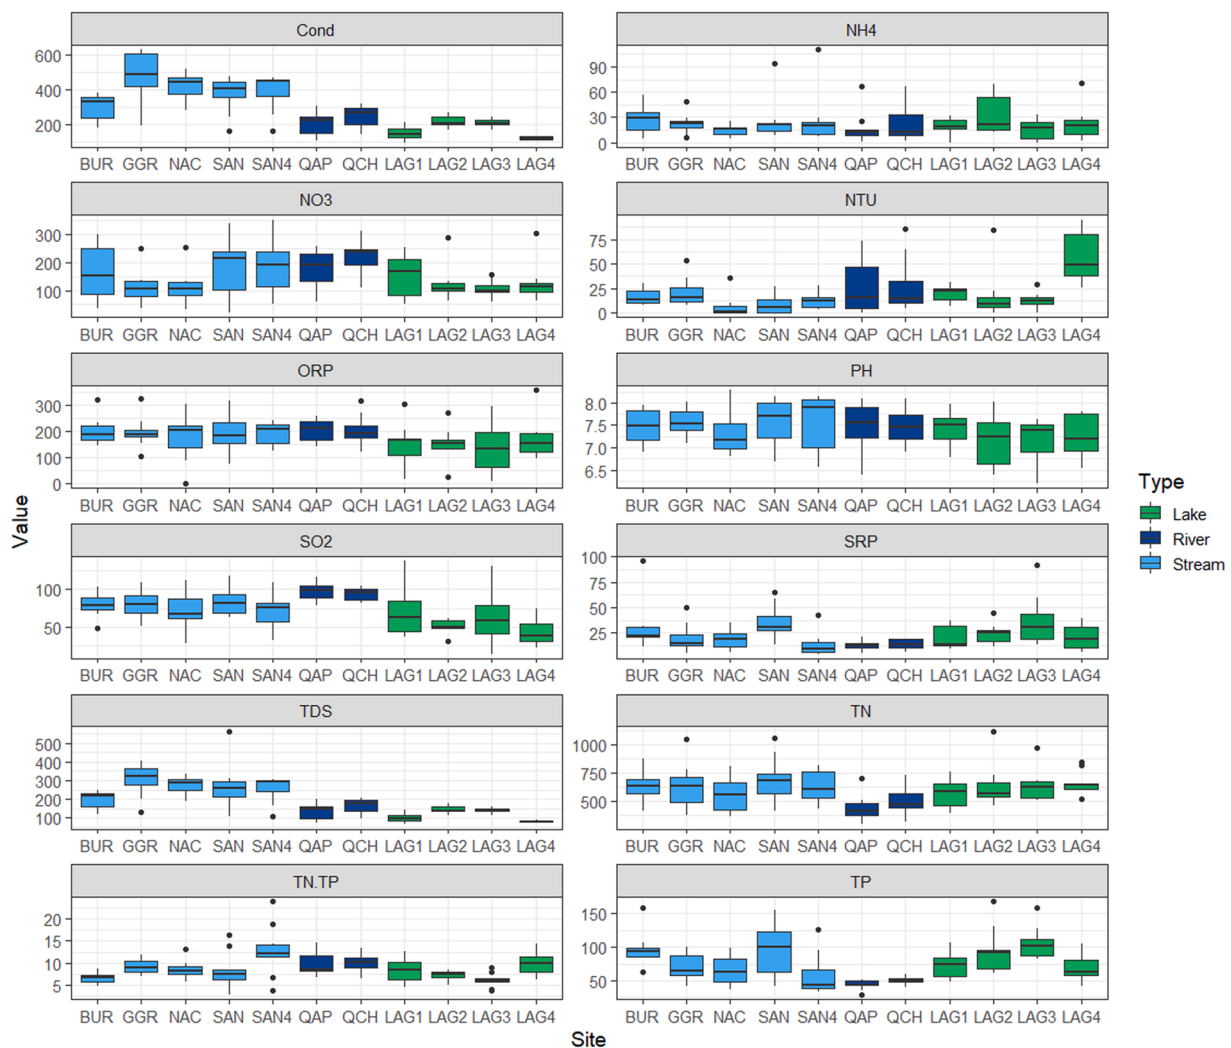 Cond
NH4
600
400
200
90
60
30
0
BUR GGR NAC SAN SAN4 QAP QCH LAG1 LAG2 LAG3 LAG4
BUR GGR NAC SAN SAN4 QAP QCH LAG1 LAG2 LAG3 LAG4
NO3
NTU
300
200
100
75
50
25
0
BUR GGR NAC SAN SAN4 QAP QCH LAG1 LAG2 LAG3 LAG4
BUR GGR NAC SAN SAN4 QAP QCH LAG1 LAG2 LAG3 LAG4
ORP
PH
300
200
100
0
8.0
7.5
7.0
6.5
BUR GGR NAC SAN SAN4 QAP QCH LAG1 LAG2 LAG3 LAG4
BUR GGR NAC SAN SAN4 QAP QCH LAG1 LAG2 LAG3 LAG4
SO2
SRP
100
50
100
75
50
25
BUR GGR NAC SAN SAN4 QAP QCH LAG1 LAG2 LAG3 LAG4
BUR GGR NAC SAN SAN4 QAP QCH LAG1 LAG2 LAG3 LAG4
TDS
TN
500
400
300
200
100
1000
750
500
BUR GGR NAC SAN SAN4 QAP QCH LAG1 LAG2 LAG3 LAG4
BUR GGR NAC SAN SAN4 QAP QCH LAG1 LAG2 LAG3 LAG4
TN.TP
TP
20
15
10
5
150
100
50
BUR GGR NAC SAN SAN4 QAP QCH LAG1 LAG2 LAG3 LAG4
BUR GGR NAC SAN SAN4 QAP QCH LAG1 LAG2 LAG3 LAG4
Value
Site
Type
Lake
River
Stream